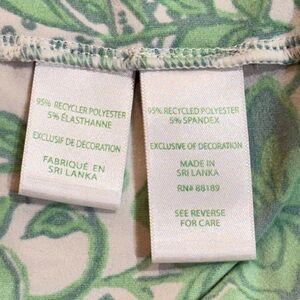 95% RECYCLER POLYESTER
5% ÉLASTHANNE
EXCLUSIF DE DÉCORATION
FABRIQUÉ EN
SRI LANKA
95% RECYCLED POLYESTER
5% SPANDEX
EXCLUSIVE OF DECORATION
MADE IN
SRI LANKA
RN# 88189
SEE REVERSE
FOR CARE